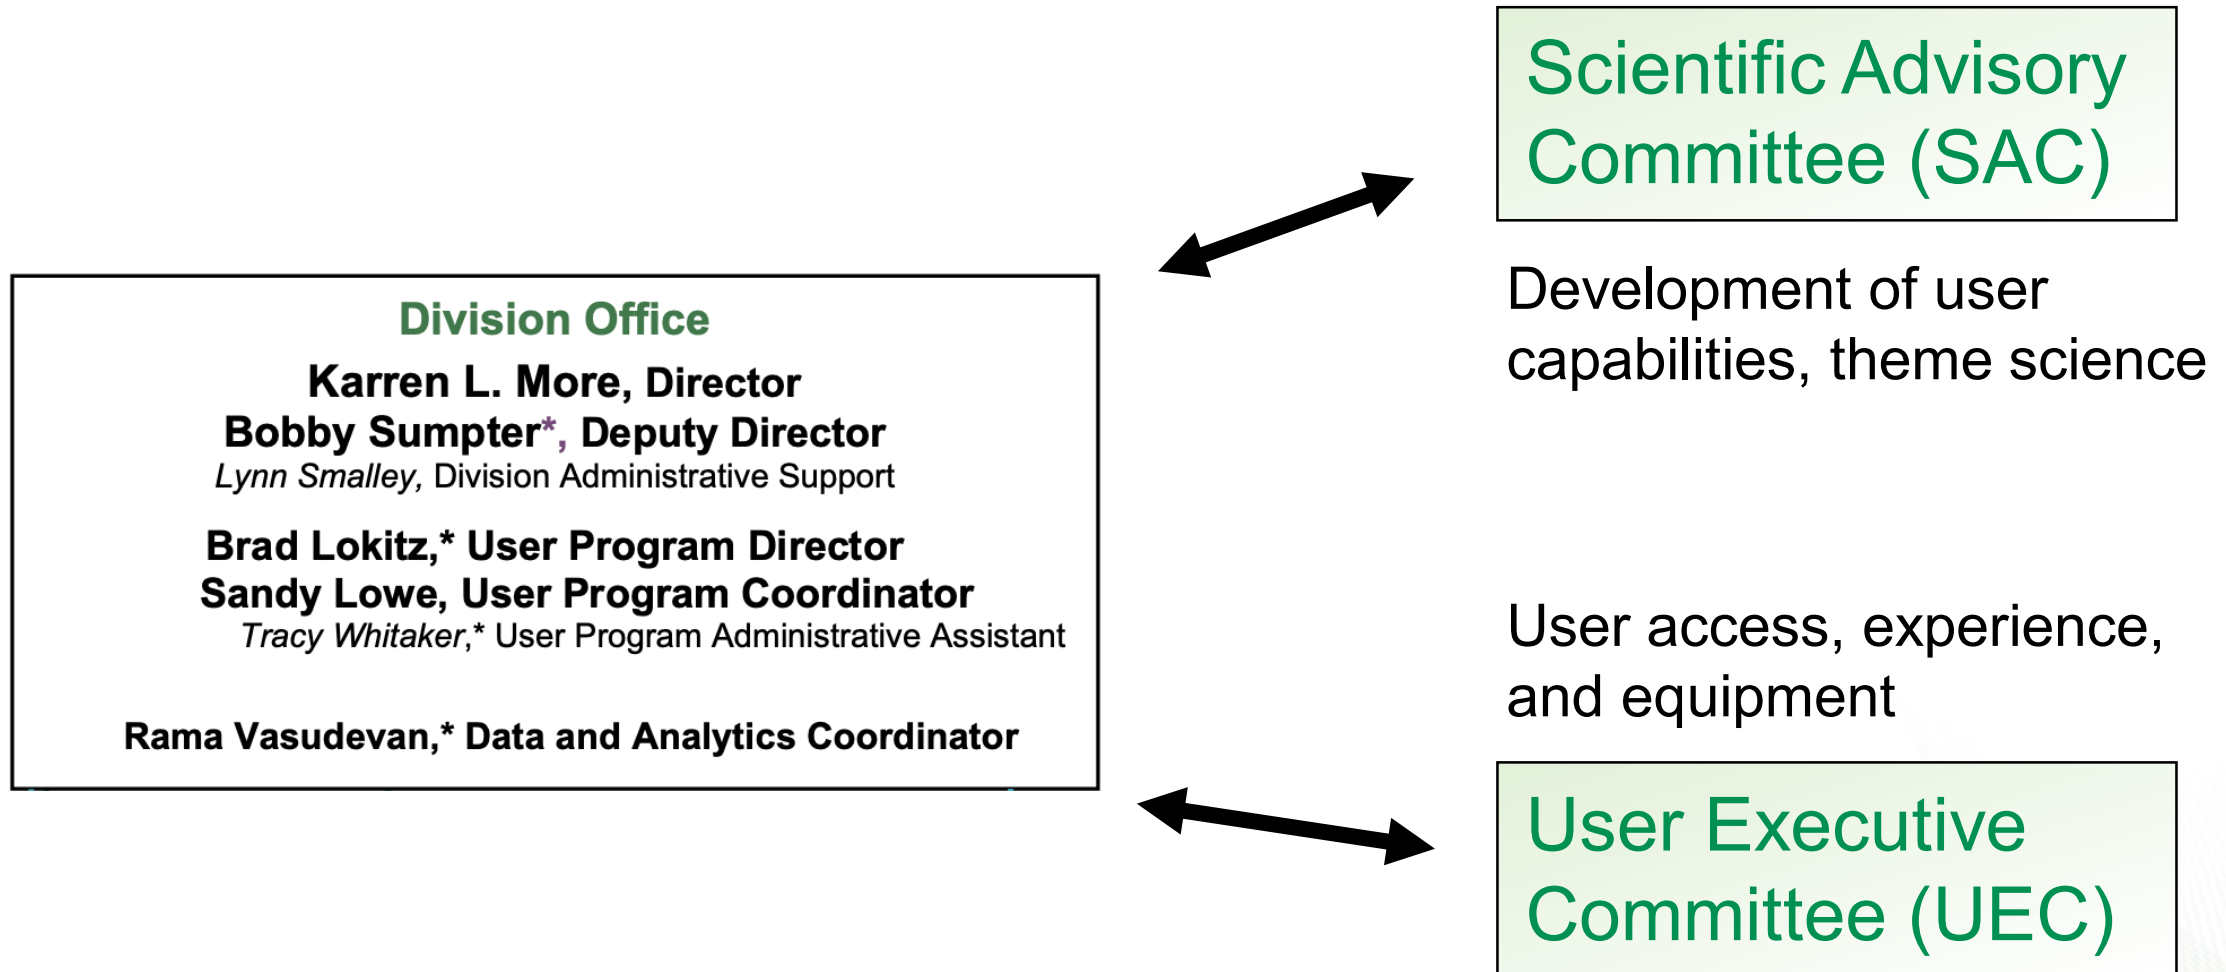 Division Office
Karren L. More, Director
Bobby Sumpter*, Deputy Director
Lynn Smalley, Division Administrative Support
Brad Lokitz,* User Program Director
Sandy Lowe, User Program Coordinator
Tracy Whitaker,* User Program Administrative Assistant
Rama Vasudevan,* Data and Analytics Coordinator
Scientific Advisory
Committee (SAC)
Development of user
capabilities, theme science
User access, experience,
and equipment
User Executive
Committee (UEC)